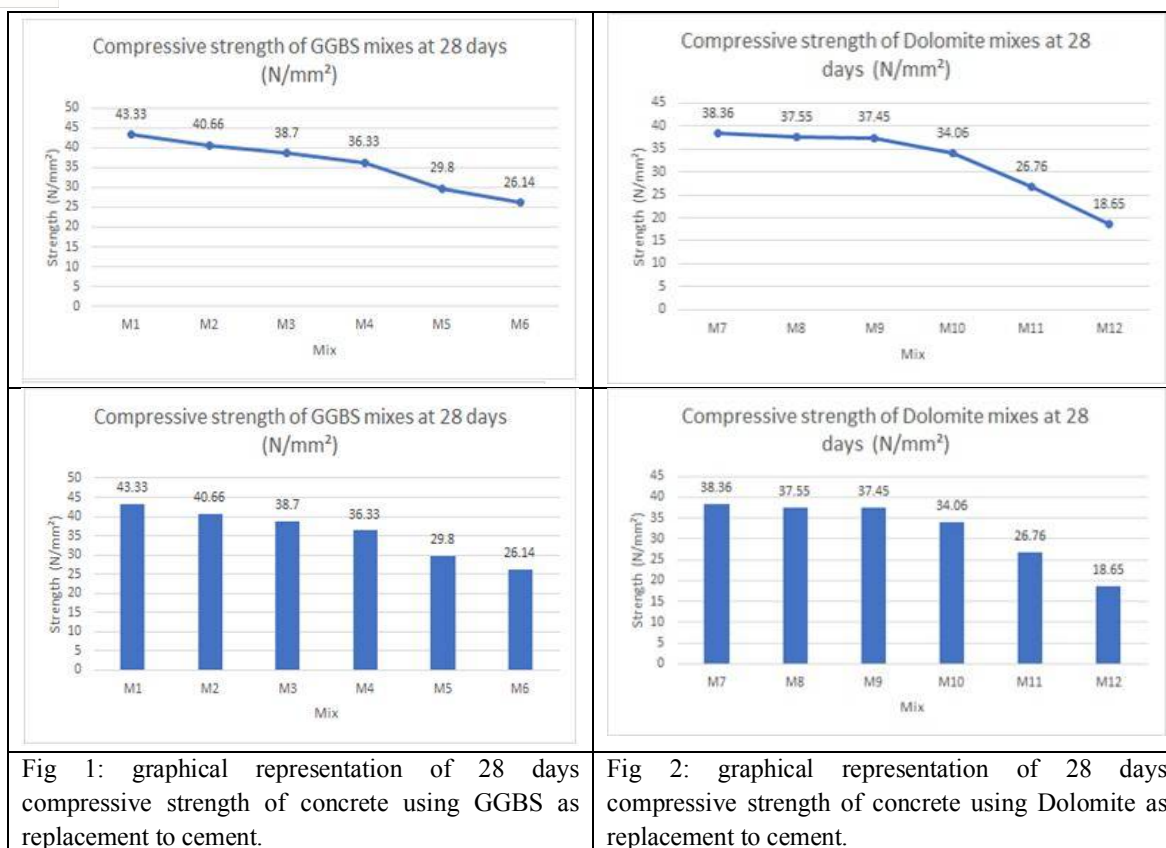 Compressive strength of GGBS mixes at 28 days
(N/mm²)
Strength (N/mm²)
50
45
40
35
30
25
20
15
10
5
0
43.33
40.66
38.7
36.33
29.8
26.14
M1 M2 M3 M4 M5 M6
Mix
Compressive strength of Dolomite mixes at 28
days (N/mm²)
Strength (N/mm²)
45
40
35
30
25
20
15
10
5
0
38.36
37.55
37.45
34.06
26.76
18.65
M7 M8 M9 M10 M11 M12
Mix
Compressive strength of GGBS mixes at 28 days
(N/mm²)
Strength (N/mm²)
50
45
40
35
30
25
20
15
10
5
0
43.33
40.66
38.7
36.33
29.8
26.14
M1 M2 M3 M4 M5 M6
Mix
Compressive strength of Dolomite mixes at 28
days (N/mm²)
Strength (N/mm²)
45
40
35
30
25
20
15
10
5
0
38.36
37.55
37.45
34.06
26.76
18.65
M7 M8 M9 M10 M11 M12
Mix
Fig 1: graphical representation of 28 days
compressive strength of concrete using GGBS as
replacement to cement.
Fig 2: graphical representation of 28 days
compressive strength of concrete using Dolomite as
replacement to cement.